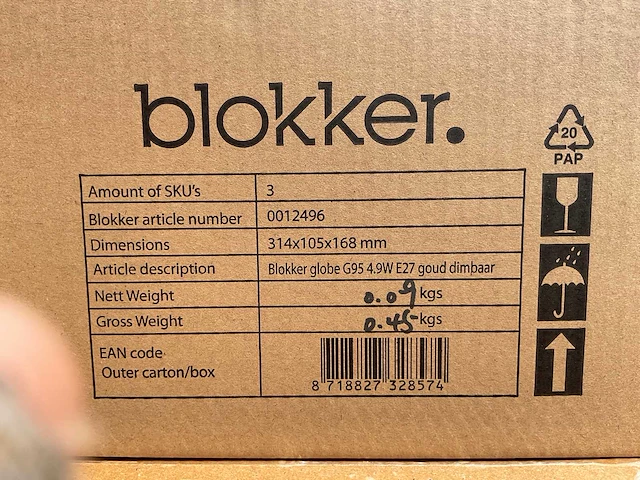 blokker.
20
PAP
Amount of SKU's 3
Blokker article number 0012496
Dimensions 314x105x168 mm
Article description Blokker globe G95 4.9W E27 goud dimbaar
Nett Weight 0.09 kgs
Gross Weight 0.45 kgs
EAN code
Outer carton/box
8 718827 328574